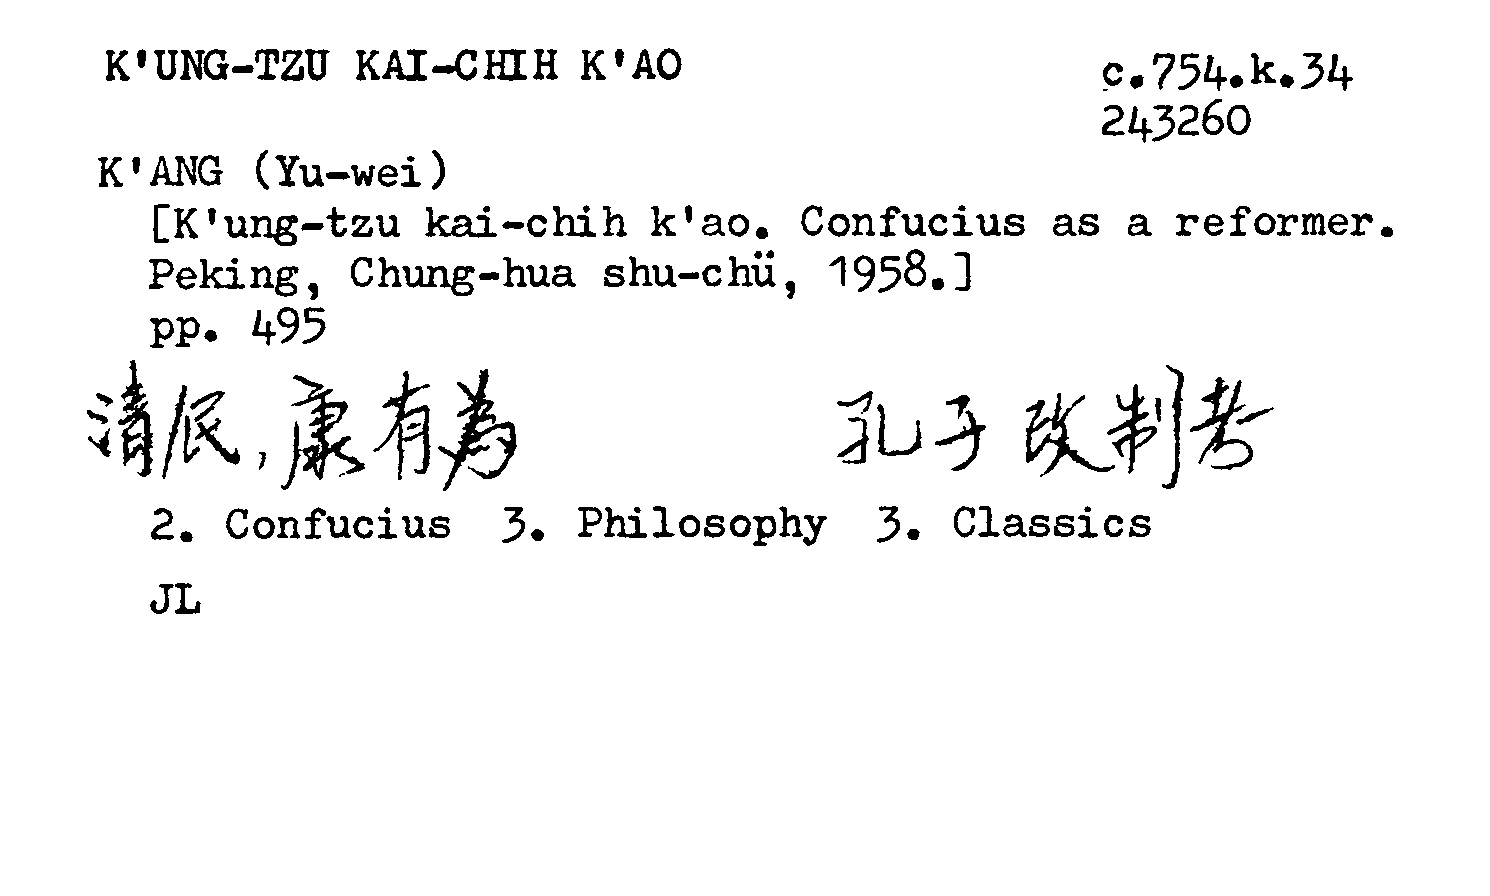 K'UNG-TZU KAI-CHIH K'AO
c.754.k.34
243260
K'ANG (Yu-wei)
[K'ung-tzu kai-chih k'ao. Confucius as a reformer.
Peking, Chung-hua shu-chü, 1958.]
pp. 495
清, 康有為 孔子改制考
2. Confucius 3. Philosophy 3. Classics
JL